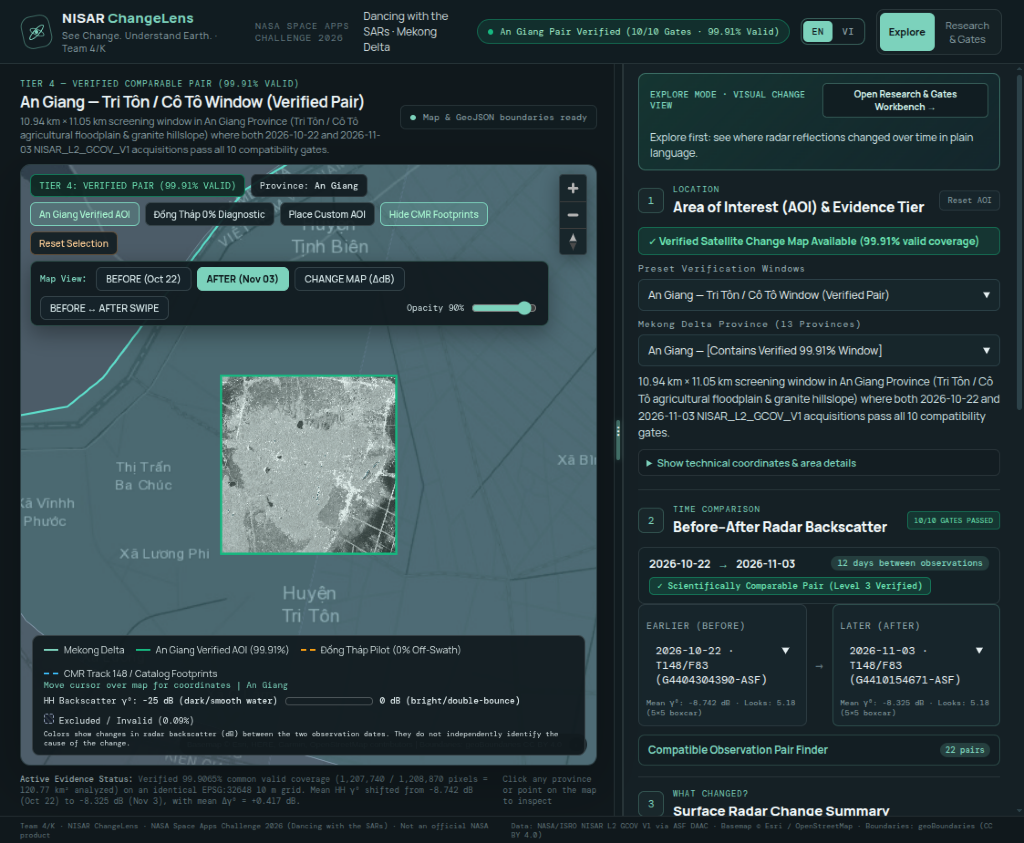 NISAR ChangeLens
See Change. Understand Earth. ·
Team 4/K
NASA SPACE APPS
CHALLENGE 2026
Dancing with the
SARs · Mekong
Delta
An Giang Pair Verified (10/10 Gates · 99.91% Valid)
EN
VI
Explore
Research
& Gates
TIER 4 — VERIFIED COMPARABLE PAIR (99.91% VALID)
An Giang — Tri Tôn / Cô Tô Window (Verified Pair)
10.94 km × 11.05 km screening window in An Giang Province (Tri Tôn / Cô Tô
agricultural floodplain & granite hillslope) where both 2026-10-22 and 2026-11-
03 NISAR_L2_GCOV_V1 acquisitions pass all 10 compatibility gates.
Map & GeoJSON boundaries ready
TIER 4: VERIFIED PAIR (99.91% VALID)
Province: An Giang
An Giang Verified AOI
Đồng Tháp 0% Diagnostic
Place Custom AOI
Hide CMR Footprints
Reset Selection
Huyện
Tịnh Biên
Map View:
BEFORE (Oct 22)
AFTER (Nov 03)
CHANGE MAP (ΔdB)
BEFORE ↔ AFTER SWIPE
Opacity 90%
Thị Trấn
Ba Chúc
Xã Vĩnh
Phước
Xã Lương Phi
Huyện
Tri Tôn
Mekong Delta
An Giang Verified AOI (99.91%)
Đồng Tháp Pilot (0% Off-Swath)
CMR Track 148 / Catalog Footprints
Move cursor over map for coordinates | An Giang
HH Backscatter γ⁰: -25 dB (dark/smooth water)
0 dB (bright/double-bounce)
Excluded / Invalid (0.09%)
Colors show changes in radar backscatter (dB) between the two observation dates. They do not independently identify the
cause of the change.
Active Evidence Status: Verified 99.9065% common valid coverage (1,207,740 / 1,208,870 pixels =
120.77 km² analyzed) on an identical EPSG:32648 10 m grid. Mean HH γ⁰ shifted from -8.742 dB
(Oct 22) to -8.325 dB (Nov 3), with mean Δγ⁰ = +0.417 dB.
Click any province
or point on the map
to inspect
EXPLORE MODE · VISUAL CHANGE
VIEW
Open Research & Gates
Workbench →
Explore first: see where radar reflections changed over time in plain
language.
1
LOCATION
Area of Interest (AOI) & Evidence Tier
Reset AOI
✓ Verified Satellite Change Map Available (99.91% valid coverage)
Preset Verification Windows
An Giang — Tri Tôn / Cô Tô Window (Verified Pair)
Mekong Delta Province (13 Provinces)
An Giang — [Contains Verified 99.91% Window]
10.94 km × 11.05 km screening window in An Giang Province (Tri Tôn / Cô
Tô agricultural floodplain & granite hillslope) where both 2026-10-22 and
2026-11-03 NISAR_L2_GCOV_V1 acquisitions pass all 10 compatibility
gates.
▶ Show technical coordinates & area details
2
TIME COMPARISON
Before–After Radar Backscatter
10/10 GATES PASSED
2026-10-22 → 2026-11-03
12 days between observations
✓ Scientifically Comparable Pair (Level 3 Verified)
EARLIER (BEFORE)
2026-10-22 ·
T148/F83
(G4404304390-ASF)
Mean γ⁰: -8.742 dB · Looks: 5.18
(5×5 boxcar)
→
LATER (AFTER)
2026-11-03 ·
T148/F83
(G4410154671-ASF)
Mean γ⁰: -8.325 dB · Looks: 5.18
(5×5 boxcar)
Compatible Observation Pair Finder
22 pairs
3
WHAT CHANGED?
Surface Radar Change Summary
Team 4/K · NISAR ChangeLens · NASA Space Apps Challenge 2026 (Dancing with the SARs) · Not an official NASA
product
Data: NASA/ISRO NISAR L2 GCOV V1 via ASF DAAC · Basemap © Esri / OpenStreetMap · Boundaries: geoBoundaries (CC
BY 4.0)